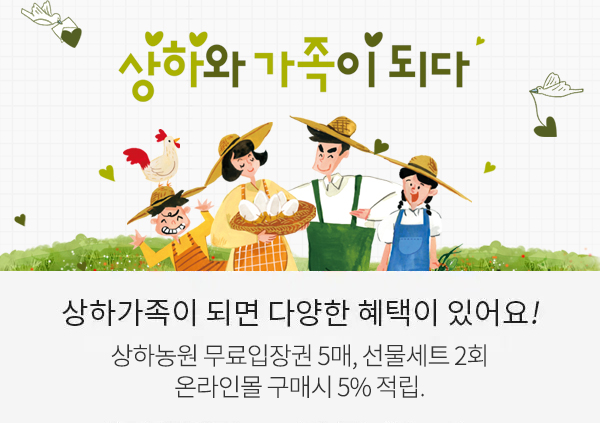 상하와 가족이 되다
상하가족이 되면 다양한 혜택이 있어요!
상하농원 무료입장권 5매, 선물세트 2회
온라인몰 구매시 5% 적립.